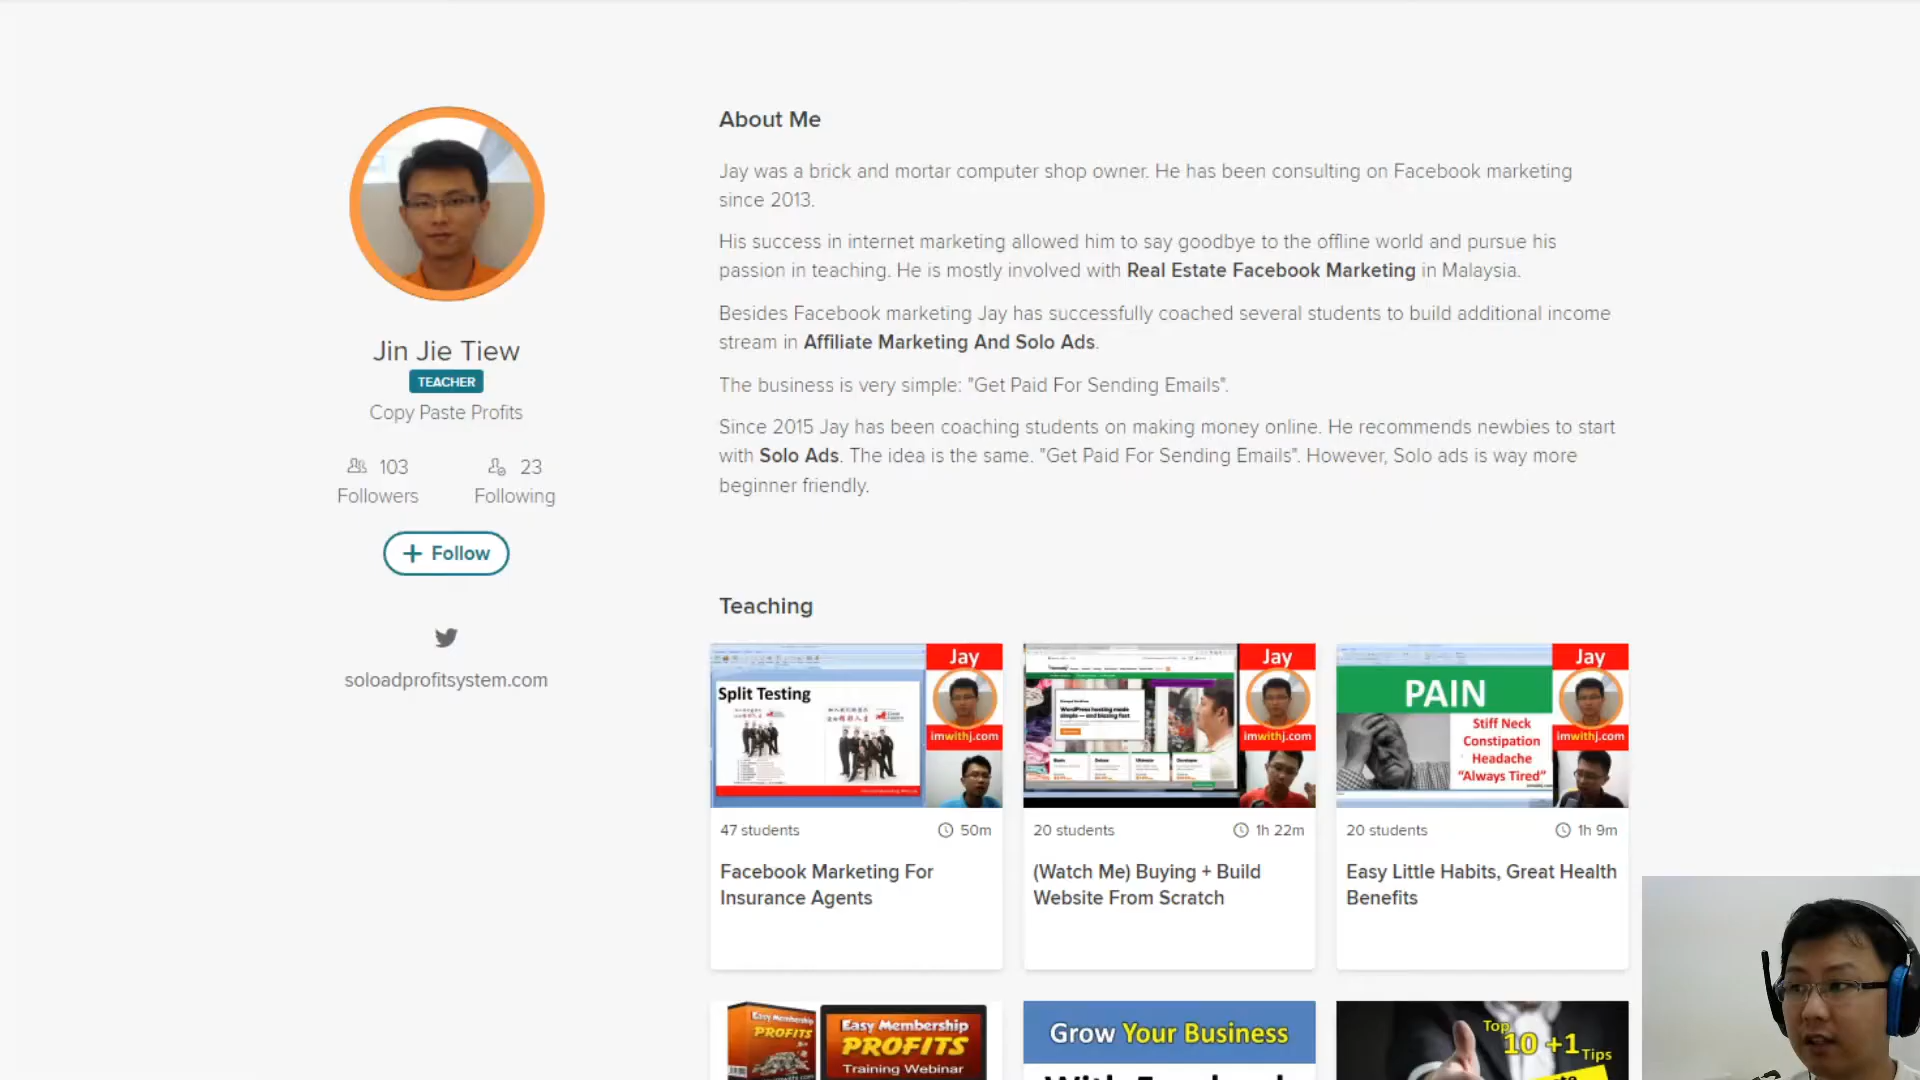 About Me
Jay was a brick and mortar computer shop owner. He has been consulting on Facebook marketing
since 2013.
His success in internet marketing allowed him to say goodbye to the offline world and pursue his
passion in teaching. He is mostly involved with Real Estate Facebook Marketing in Malaysia.
Besides Facebook marketing Jay has successfully coached several students to build additional income
stream in Affiliate Marketing And Solo Ads.
The business is very simple: "Get Paid For Sending Emails".
Since 2015 Jay has been coaching students on making money online. He recommends newbies to start
with Solo Ads. The idea is the same. "Get Paid For Sending Emails". However, Solo ads is way more
beginner friendly.
Jin Jie Tiew
TEACHER
Copy Paste Profits
103
Followers
23
Following
+ Follow
soloadprofitsystem.com
Teaching
Split Testing
Jay
imwithj.com
47 students
50m
Facebook Marketing For
Insurance Agents
WordPress hosting made
simple — and blazing fast
Jay
imwithj.com
20 students
1h 22m
(Watch Me) Buying + Build
Website From Scratch
PAIN
Stiff Neck
Constipation
Headache
"Always Tired"
Jay
imwithj.com
20 students
1h 9m
Easy Little Habits, Great Health
Benefits
Easy Membership
PROFITS
Easy Membership
PROFITS
Training Webinar
Grow Your Business
Top
10 +1 Tips